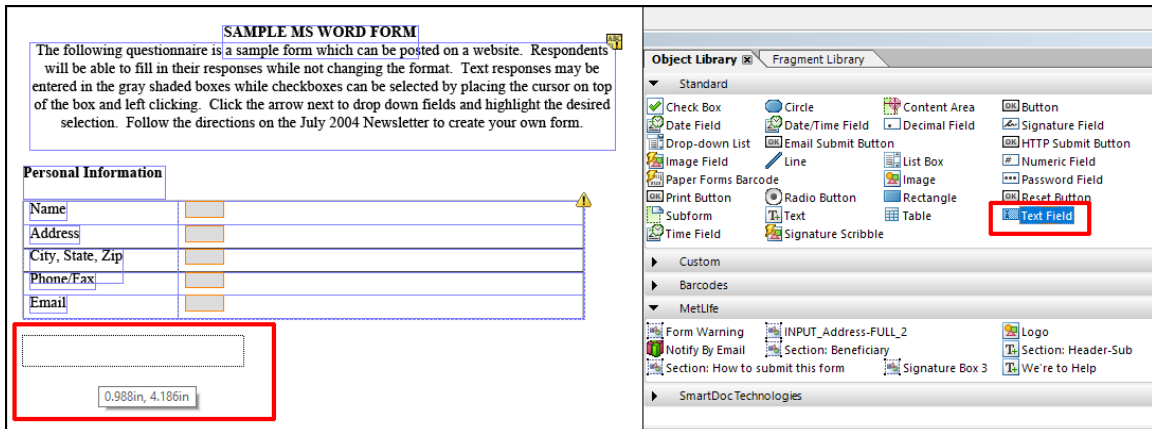 SAMPLE MS WORD FORM
The following questionnaire is a sample form which can be posted on a website. Respondents
will be able to fill in their responses while not changing the format. Text responses may be
entered in the gray shaded boxes while checkboxes can be selected by placing the cursor on top
of the box and left clicking. Click the arrow next to drop down fields and highlight the desired
selection. Follow the directions on the July 2004 Newsletter to create your own form.
Personal Information
Name
Address
City, State, Zip
Phone/Fax
Email
0.988in, 4.186in
Object Library Fragment Library
Standard
Check Box Circle Content Area Button
Date Field Date/Time Field Decimal Field Signature Field
Drop-down List Email Submit Button HTTP Submit Button
Image Field Line List Box Numeric Field
Paper Forms Barcode Image Password Field
Print Button Radio Button Rectangle Reset Button
Subform Text Table Text Field
Time Field Signature Scribble
Custom
Barcodes
MetLife
Form Warning INPUT_Address-FULL_2 Logo
Notify By Email Section: Beneficiary Section: Header-Sub
Section: How to submit this form Signature Box 3 We're to Help
SmartDoc Technologies